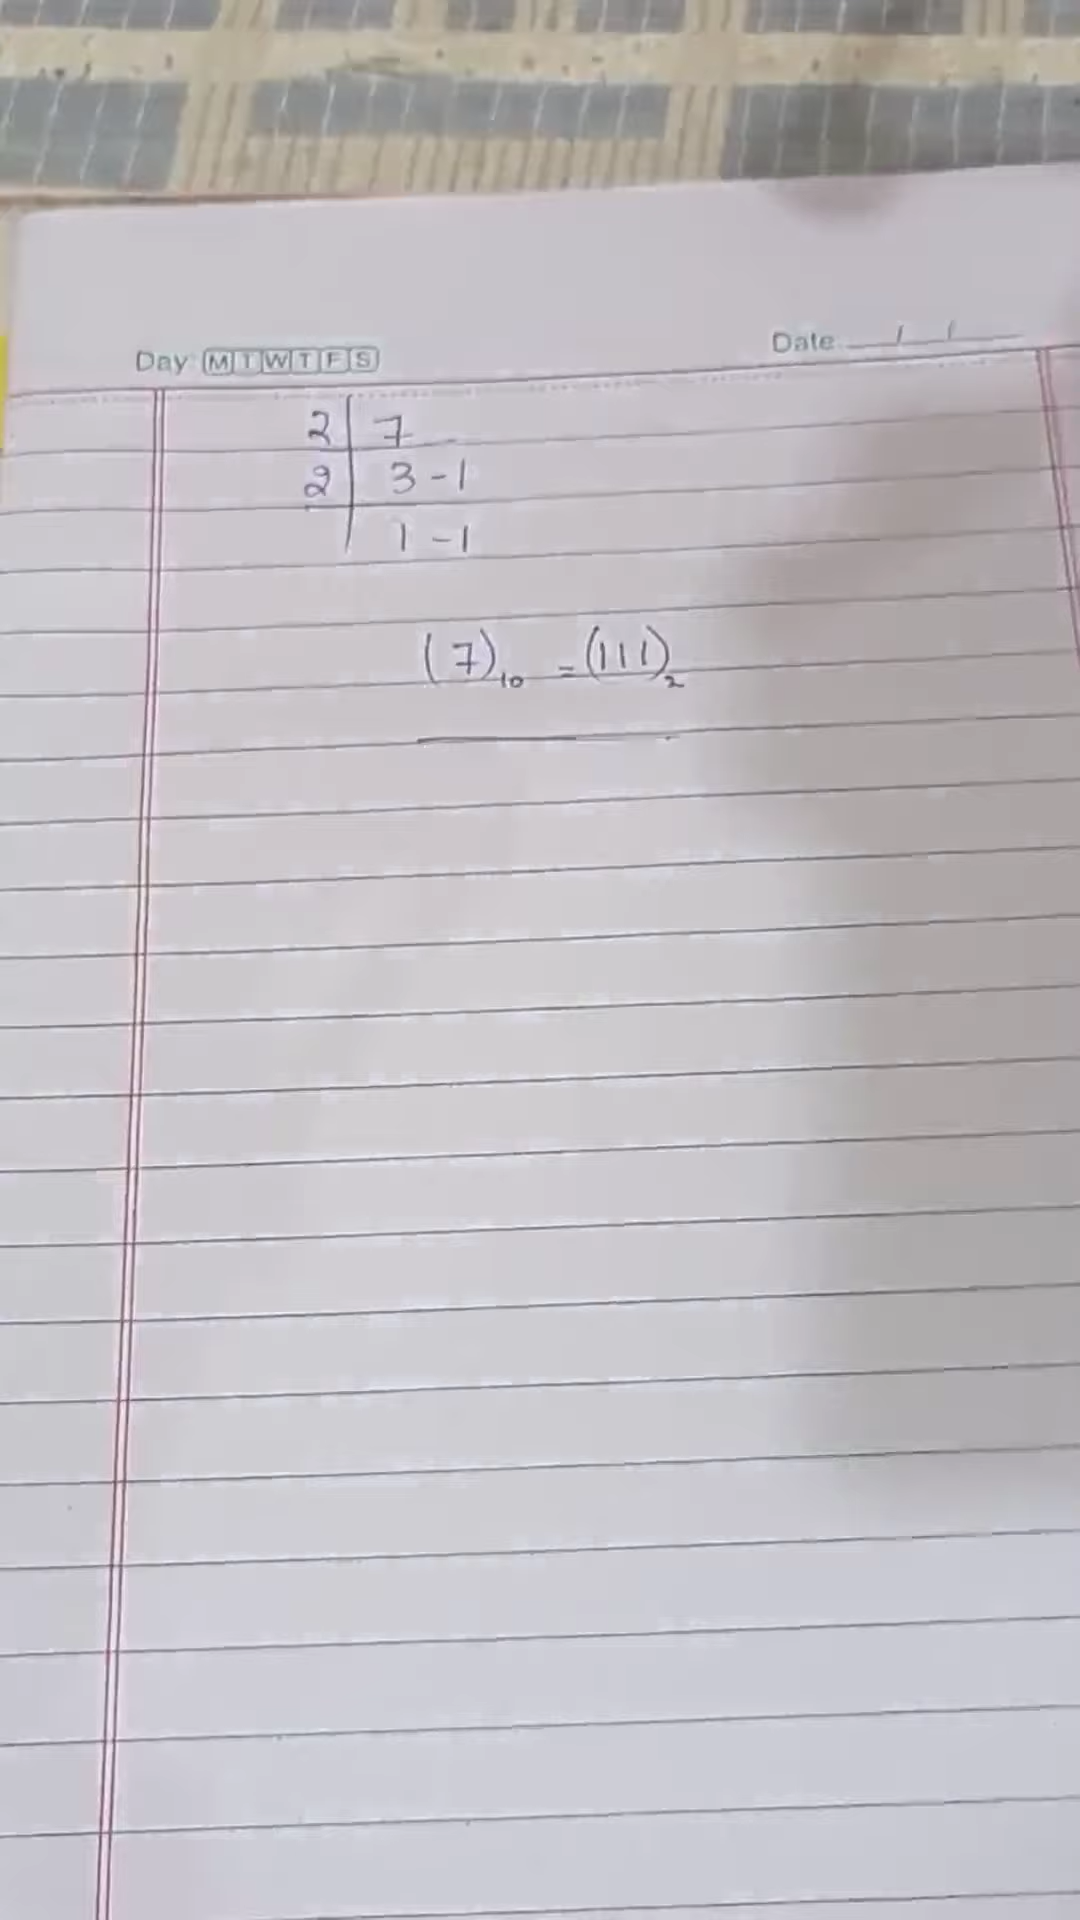 Day M T W T F S
Date / /
2 | 7
2 | 3 - 1
| 1 - 1
(7)₁₀ = (111)₂